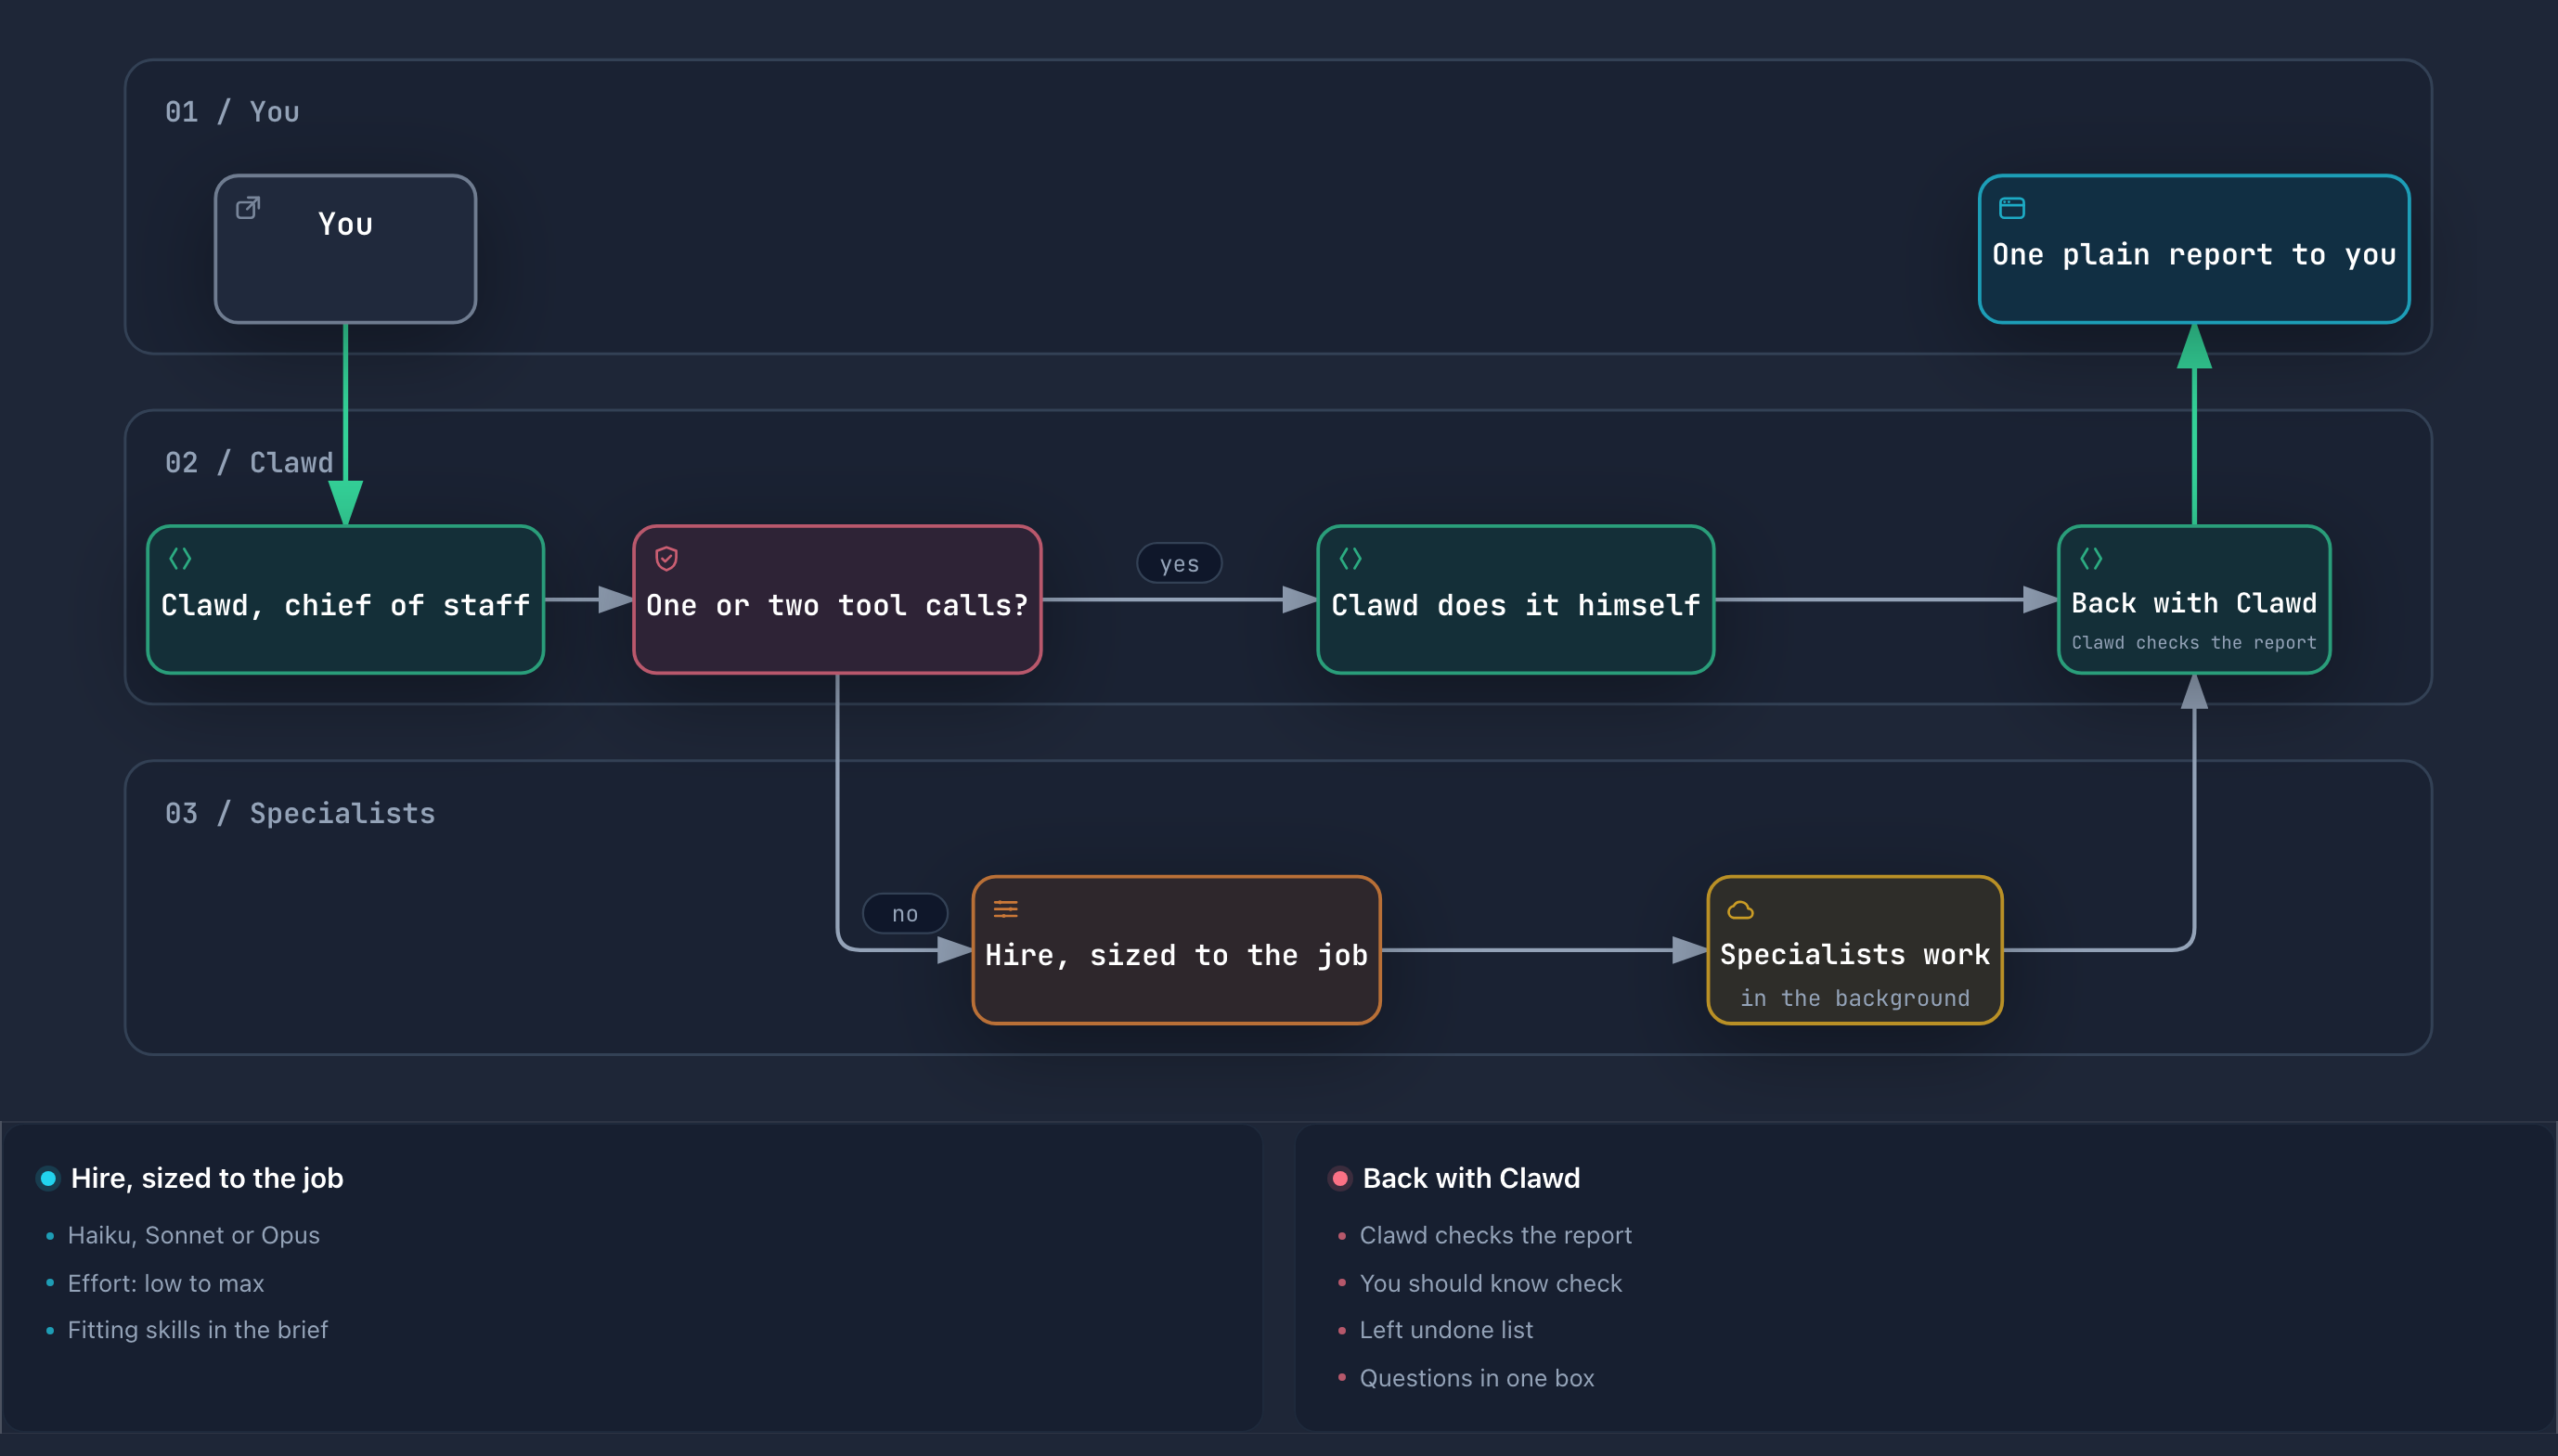 01 / You
You
One plain report to you
02 / Clawd
Clawd, chief of staff
One or two tool calls?
yes
Clawd does it himself
Back with Clawd
Clawd checks the report
03 / Specialists
no
Hire, sized to the job
Specialists work
in the background
Hire, sized to the job
Haiku, Sonnet or Opus
Effort: low to max
Fitting skills in the brief
Back with Clawd
Clawd checks the report
You should know check
Left undone list
Questions in one box